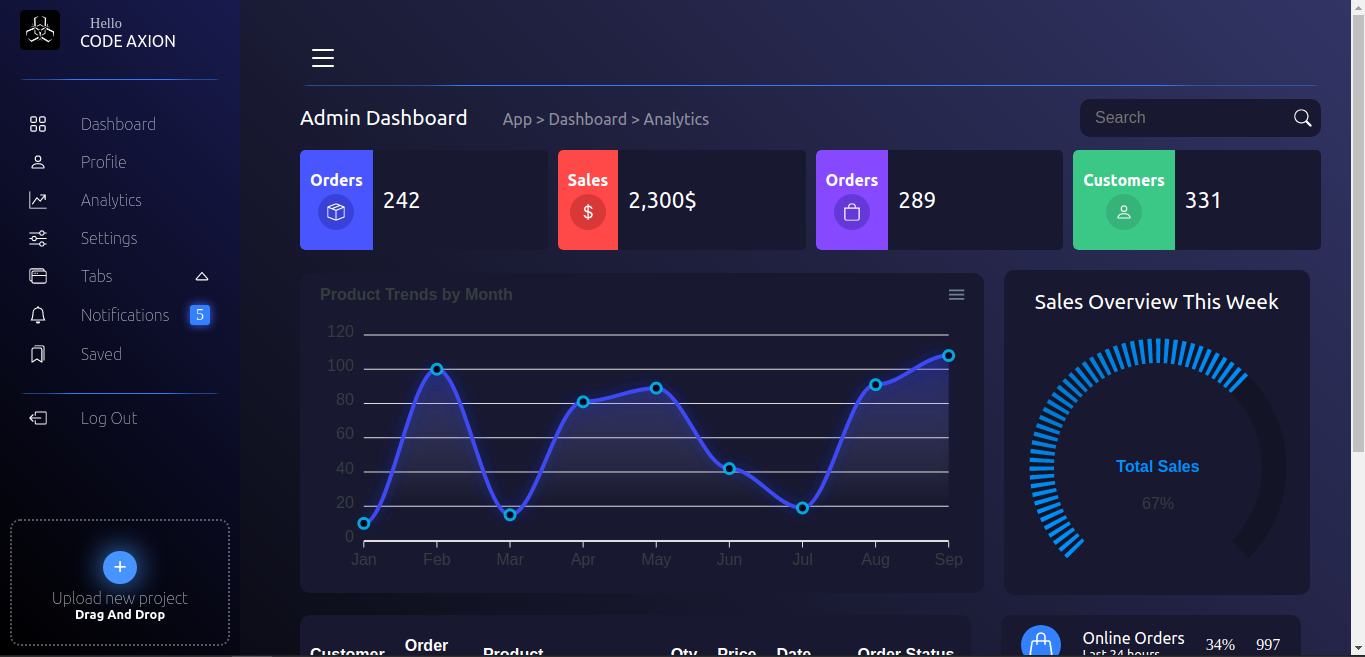 Hello
CODE AXION
Dashboard
Profile
Analytics
Settings
Tabs
Notifications 5
Saved
Log Out
Upload new project
Drag And Drop
Admin Dashboard App > Dashboard > Analytics Search
Orders
242
Sales
$
2,300$
Orders
289
Customers
331
Product Trends by Month
120
100
80
60
40
20
0
Jan Feb Mar Apr May Jun Jul Aug Sep
Sales Overview This Week
Total Sales
67%
Customer Order Product Qty Price Date Order Status
Online Orders 34% 997
Last 24 hours